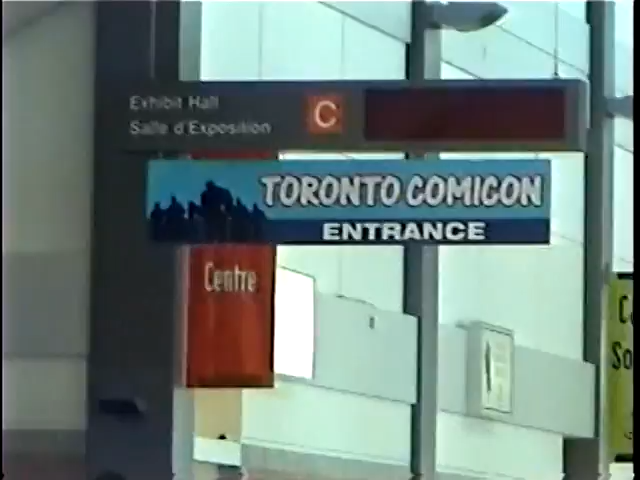 Exhibit Hall
Salle d'Exposition
C
TORONTO COMICON
ENTRANCE
Centre